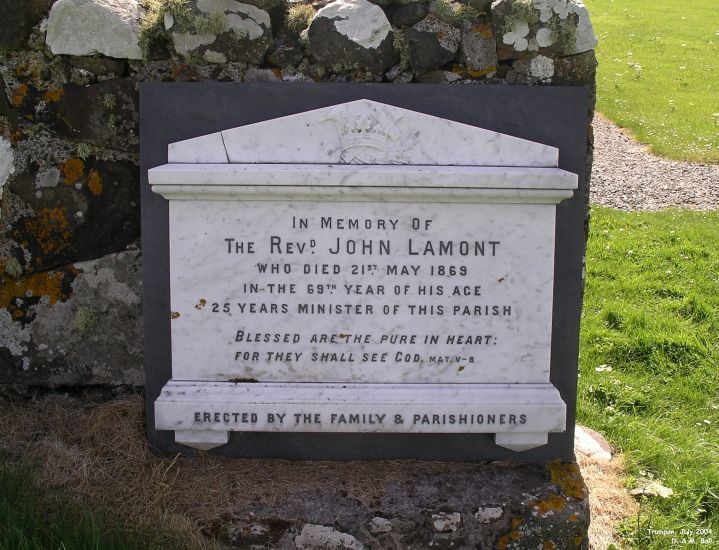 IN MEMORY OF
THE REVD. JOHN LAMONT
WHO DIED 21ST MAY 1869
IN THE 69TH YEAR OF HIS AGE
25 YEARS MINISTER OF THIS PARISH
BLESSED ARE THE PURE IN HEART:
FOR THEY SHALL SEE GOD. MAT. V-8
ERECTED BY THE FAMILY & PARISHIONERS
Trumpan, July 2004
D. & M. Ball